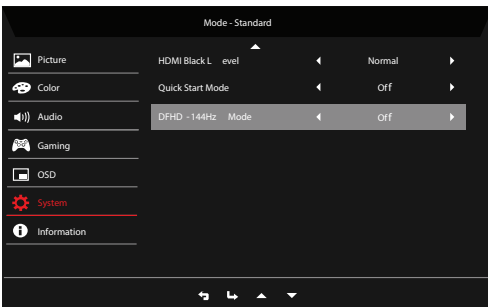 Mode - Standard
Picture
HDMI Black L evel Normal
Color
Quick Start Mode Off
Audio
DFHD -144Hz Mode Off
Gaming
OSD
System
Information